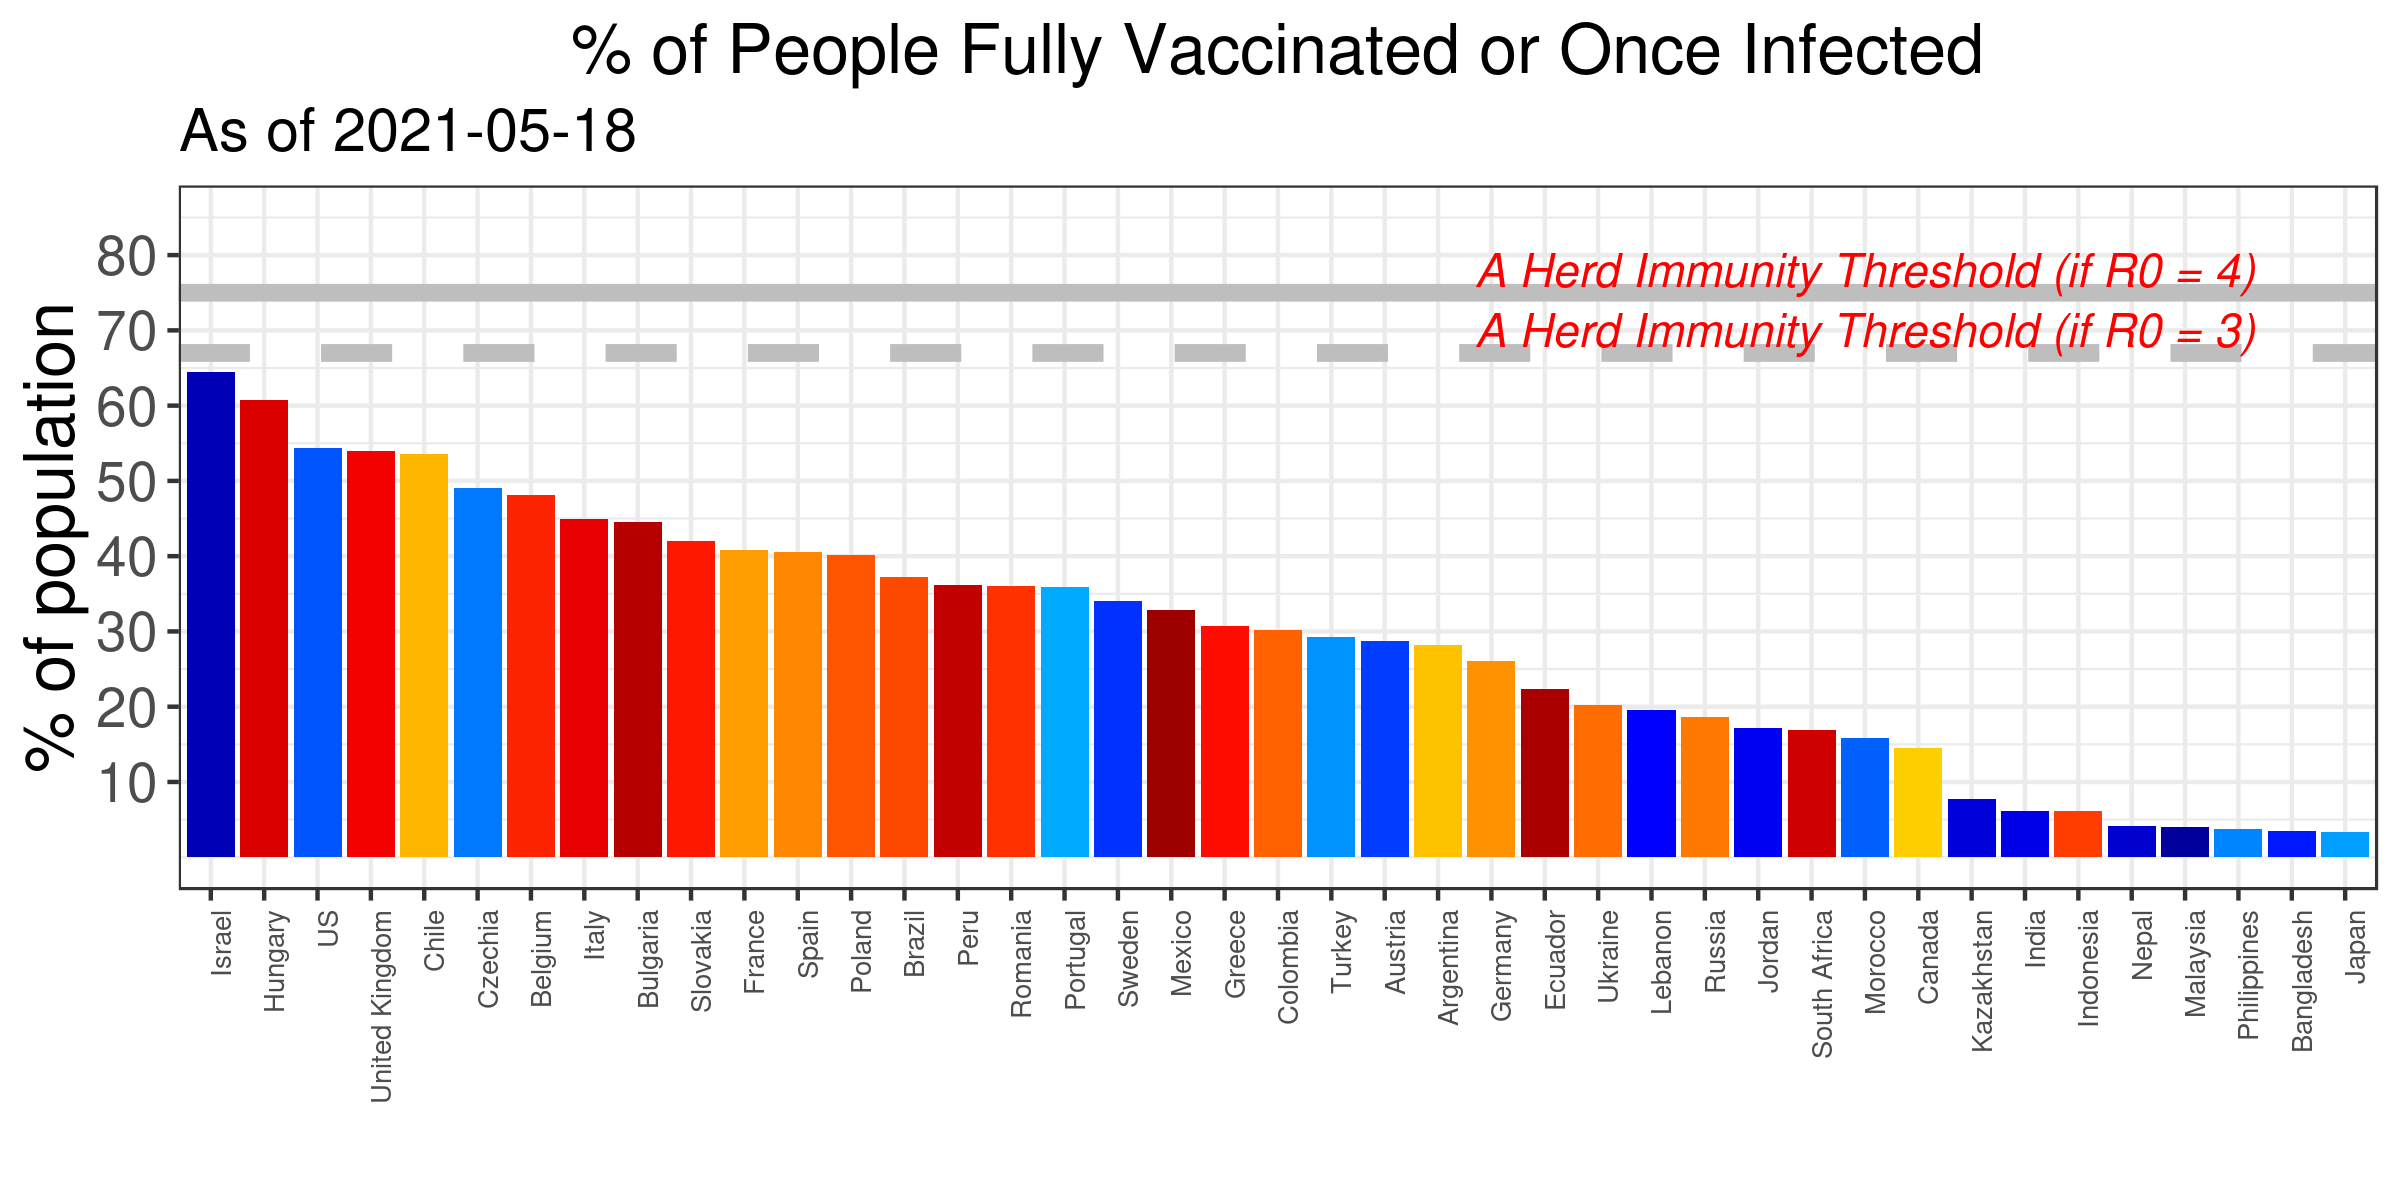 % of People Fully Vaccinated or Once Infected
As of 2021-05-18
% of population
80
70
60
50
40
30
20
10
A Herd Immunity Threshold (if R0 = 4)
A Herd Immunity Threshold (if R0 = 3)
Israel
Hungary
US
United Kingdom
Chile
Czechia
Belgium
Italy
Bulgaria
Slovakia
France
Spain
Poland
Brazil
Peru
Romania
Portugal
Sweden
Mexico
Greece
Colombia
Turkey
Austria
Argentina
Germany
Ecuador
Ukraine
Lebanon
Russia
Jordan
South Africa
Morocco
Canada
Kazakhstan
India
Indonesia
Nepal
Malaysia
Philippines
Bangladesh
Japan